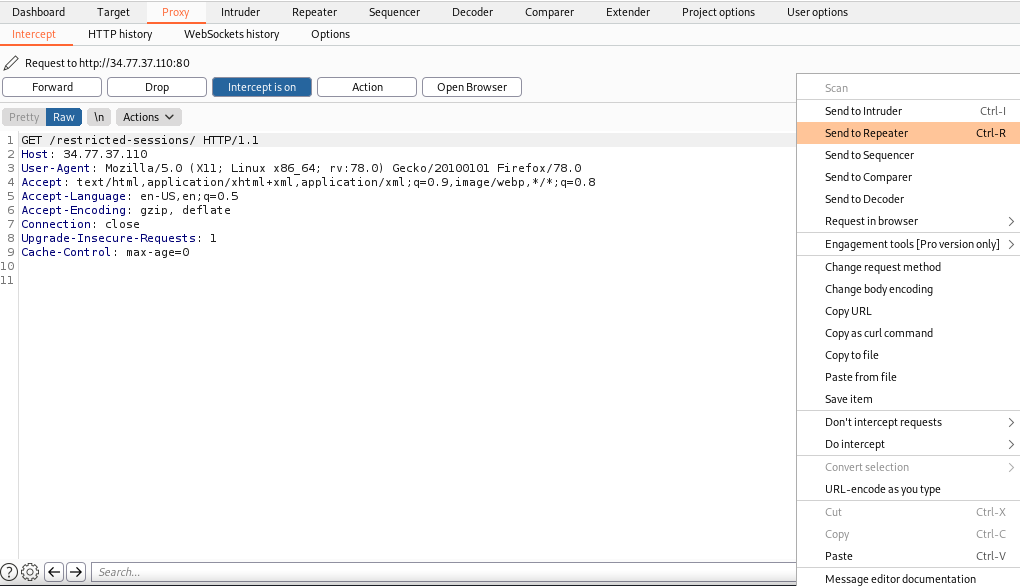 Dashboard Target Proxy Intruder Repeater Sequencer Decoder Comparer Extender Project options User options
Intercept HTTP history WebSockets history Options
Request to http://34.77.37.110:80
Forward Drop Intercept is on Action Open Browser
Pretty Raw \n Actions
1 GET /restricted-sessions/ HTTP/1.1
2 Host: 34.77.37.110
3 User-Agent: Mozilla/5.0 (X11; Linux x86_64; rv:78.0) Gecko/20100101 Firefox/78.0
4 Accept: text/html,application/xhtml+xml,application/xml;q=0.9,image/webp,*/*;q=0.8
5 Accept-Language: en-US,en;q=0.5
6 Accept-Encoding: gzip, deflate
7 Connection: close
8 Upgrade-Insecure-Requests: 1
9 Cache-Control: max-age=0
10
11
Scan
Send to Intruder Ctrl-I
Send to Repeater Ctrl-R
Send to Sequencer
Send to Comparer
Send to Decoder
Request in browser
Engagement tools [Pro version only]
Change request method
Change body encoding
Copy URL
Copy as curl command
Copy to file
Paste from file
Save item
Don't intercept requests
Do intercept
Convert selection
URL-encode as you type
Cut Ctrl-X
Copy Ctrl-C
Paste Ctrl-V
Message editor documentation
? Search...